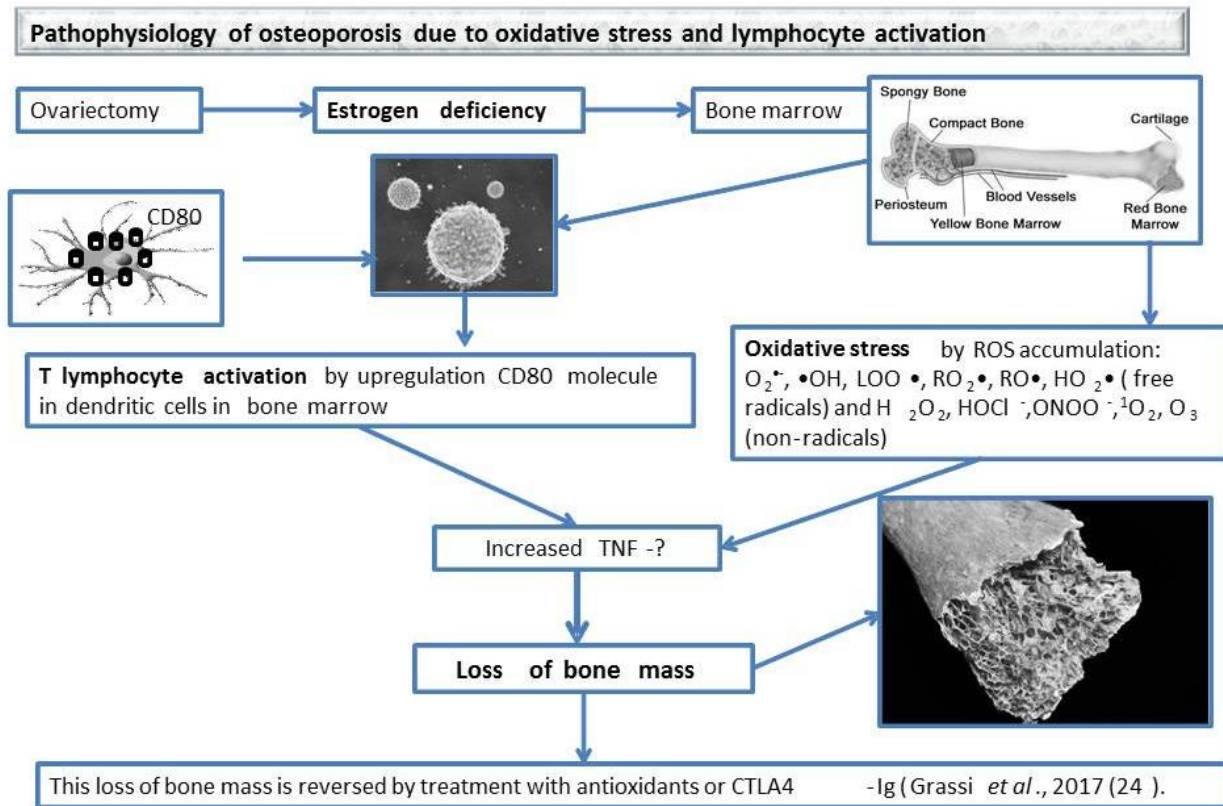 Pathophysiology of osteoporosis due to oxidative stress and lymphocyte activation
Ovariectomy
Estrogen deficiency
Bone marrow
Spongy Bone
Compact Bone
Cartilage
Periosteum
Blood Vessels
Yellow Bone Marrow
Red Bone
Marrow
CD80
T lymphocyte activation by upregulation CD80 molecule
in dendritic cells in bone marrow
Oxidative stress by ROS accumulation:
O₂•⁻, •OH, LOO •, RO₂•, RO•, HO ₂• ( free
radicals) and H ₂O₂, HOCl ⁻,ONOO ⁻,¹O₂, O ₃
(non-radicals)
Increased TNF -?
Loss of bone mass
This loss of bone mass is reversed by treatment with antioxidants or CTLA4 -Ig ( Grassi et al., 2017 (24 ).